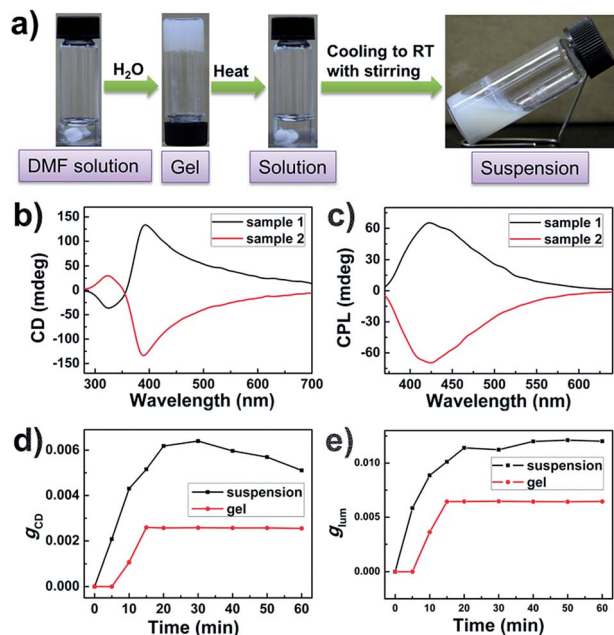 a)
H₂O
Heat
Cooling to RT
with stirring
DMF solution
Gel
Solution
Suspension
b)
150
100
50
0
-50
-100
-150
CD (mdeg)
sample 1
sample 2
300
400
500
600
700
Wavelength (nm)
c)
60
30
0
-30
-60
CPL (mdeg)
sample 1
sample 2
400
450
500
550
600
Wavelength (nm)
d)
0.006
0.004
0.002
0.000
gCD
suspension
gel
0
10
20
30
40
50
60
Time (min)
e)
0.010
0.005
0.000
glum
suspension
gel
0
10
20
30
40
50
60
Time (min)